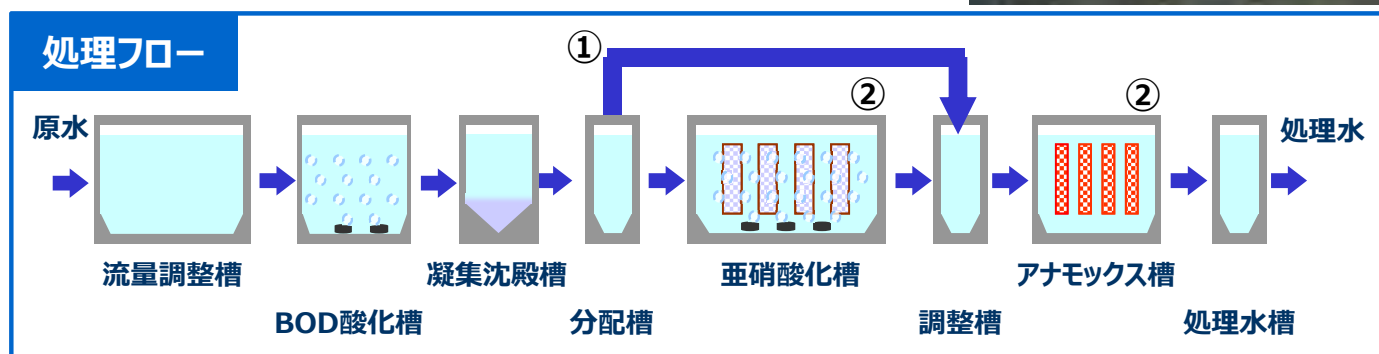 処理フロー
①
②
②
原水
処理水
流量調整槽
凝集沈殿槽
亜硝酸化槽
アナモックス槽
BOD酸化槽
分配槽
調整槽
処理水槽